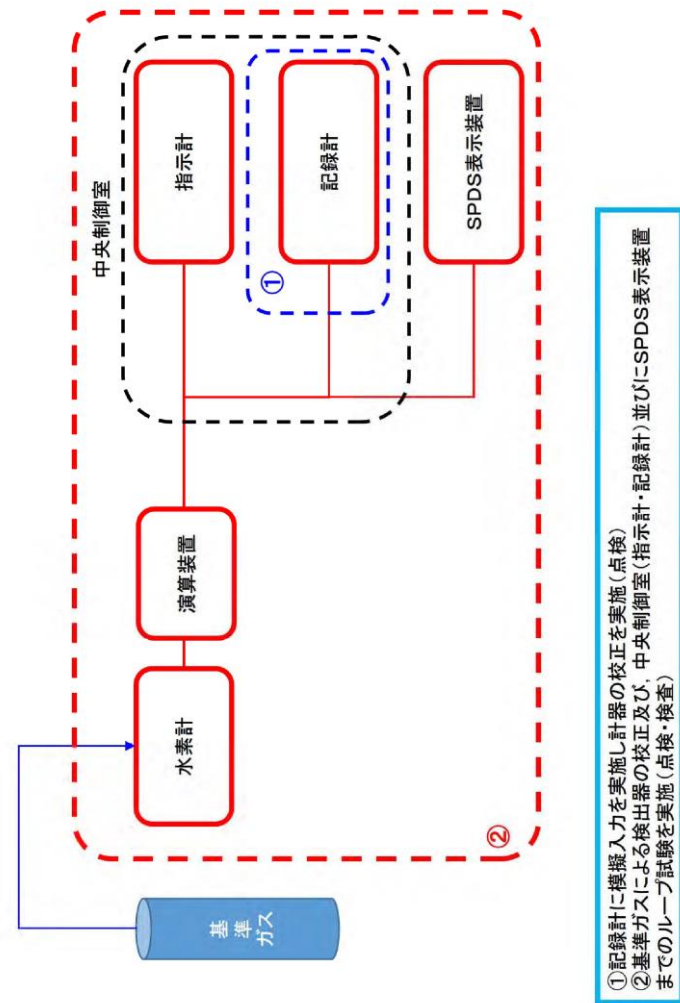 基準
ガス
水素計
演算装置
中央制御室
指示計
①
記録計
SPDS表示装置
②
①記録計に模擬入力を実施し計器の校正を実施(点検)
②基準ガスによる検出器の校正及び，中央制御室(指示計・記録計)並びにSPDS表示装置
までのループ試験を実施(点検・検査)